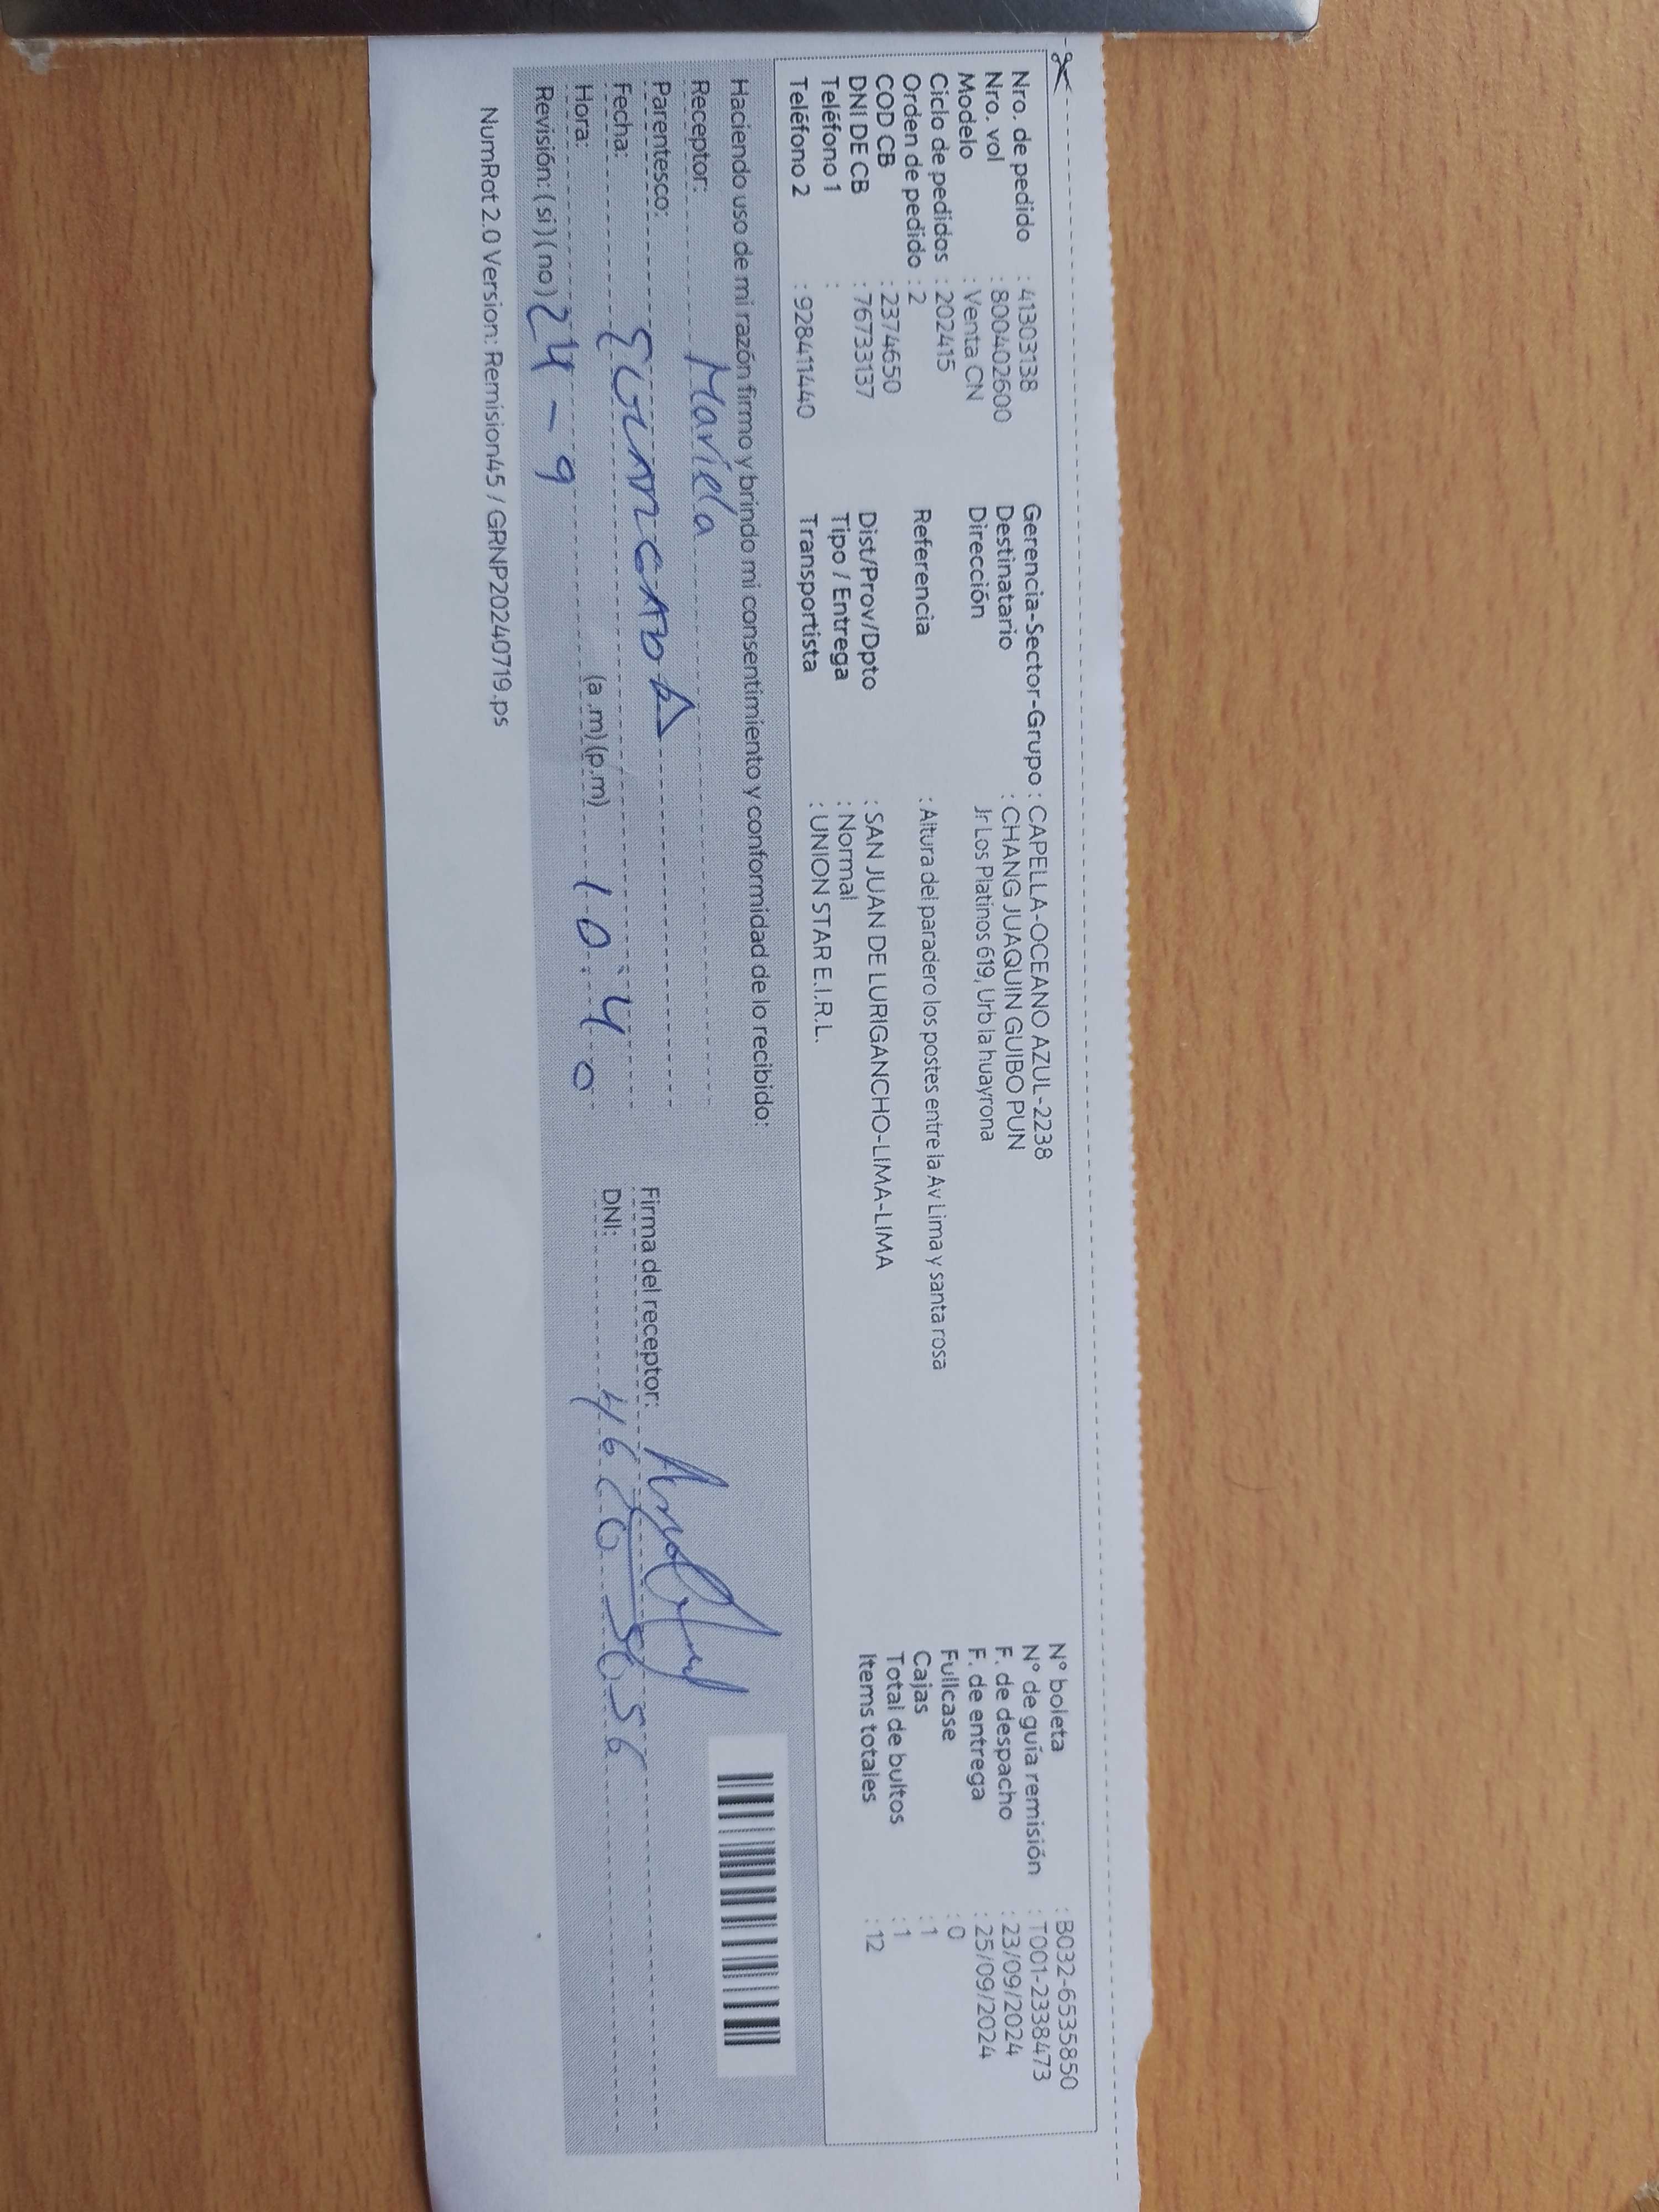 Nro. de pedido : 41303138
Nro. vol : 800402600
Modelo : Venta CN
Ciclo de pedidos : 202415
Orden de pedido : 2
COD CB : 2374650
DNI DE CB : 76733137
Teléfono 1 :
Teléfono 2 : 928411440
Gerencia-Sector-Grupo : CAPELLA-OCEANO AZUL-2238
Destinatario : CHANG JUAQUIN GUIBO PUN
Dirección Jr Los Platinos 619, Urb la huayrona
Referencia : Altura del paradero los postes entre la Av Lima y santa rosa
Dist/Prov/Dpto : SAN JUAN DE LURIGANCHO-LIMA-LIMA
Tipo / Entrega : Normal
Transportista : UNION STAR E.I.R.L.
N° boleta : B032-6535850
N° de guía remisión : T001-2338473
F. de despacho : 23/09/2024
F. de entrega : 25/09/2024
Fullcase : 0
Cajas : 1
Total de bultos : 1
Items totales : 12
Haciendo uso de mi razón firmo y brindo mi consentimiento y conformidad de lo recibido:
Receptor: Mariela
Parentesco:
Fecha:
Hora: (a.m) (p.m) 10:40
Revisión: (si) (no) 24-9
Firma del receptor:
DNI:
NumRot 2.0 Version: Remision45 / GRNP20240719.ps